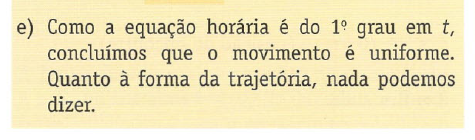 e) Como a equação horária é do 1º grau em t,
concluímos que o movimento é uniforme.
Quanto à forma da trajetória, nada podemos
dizer.